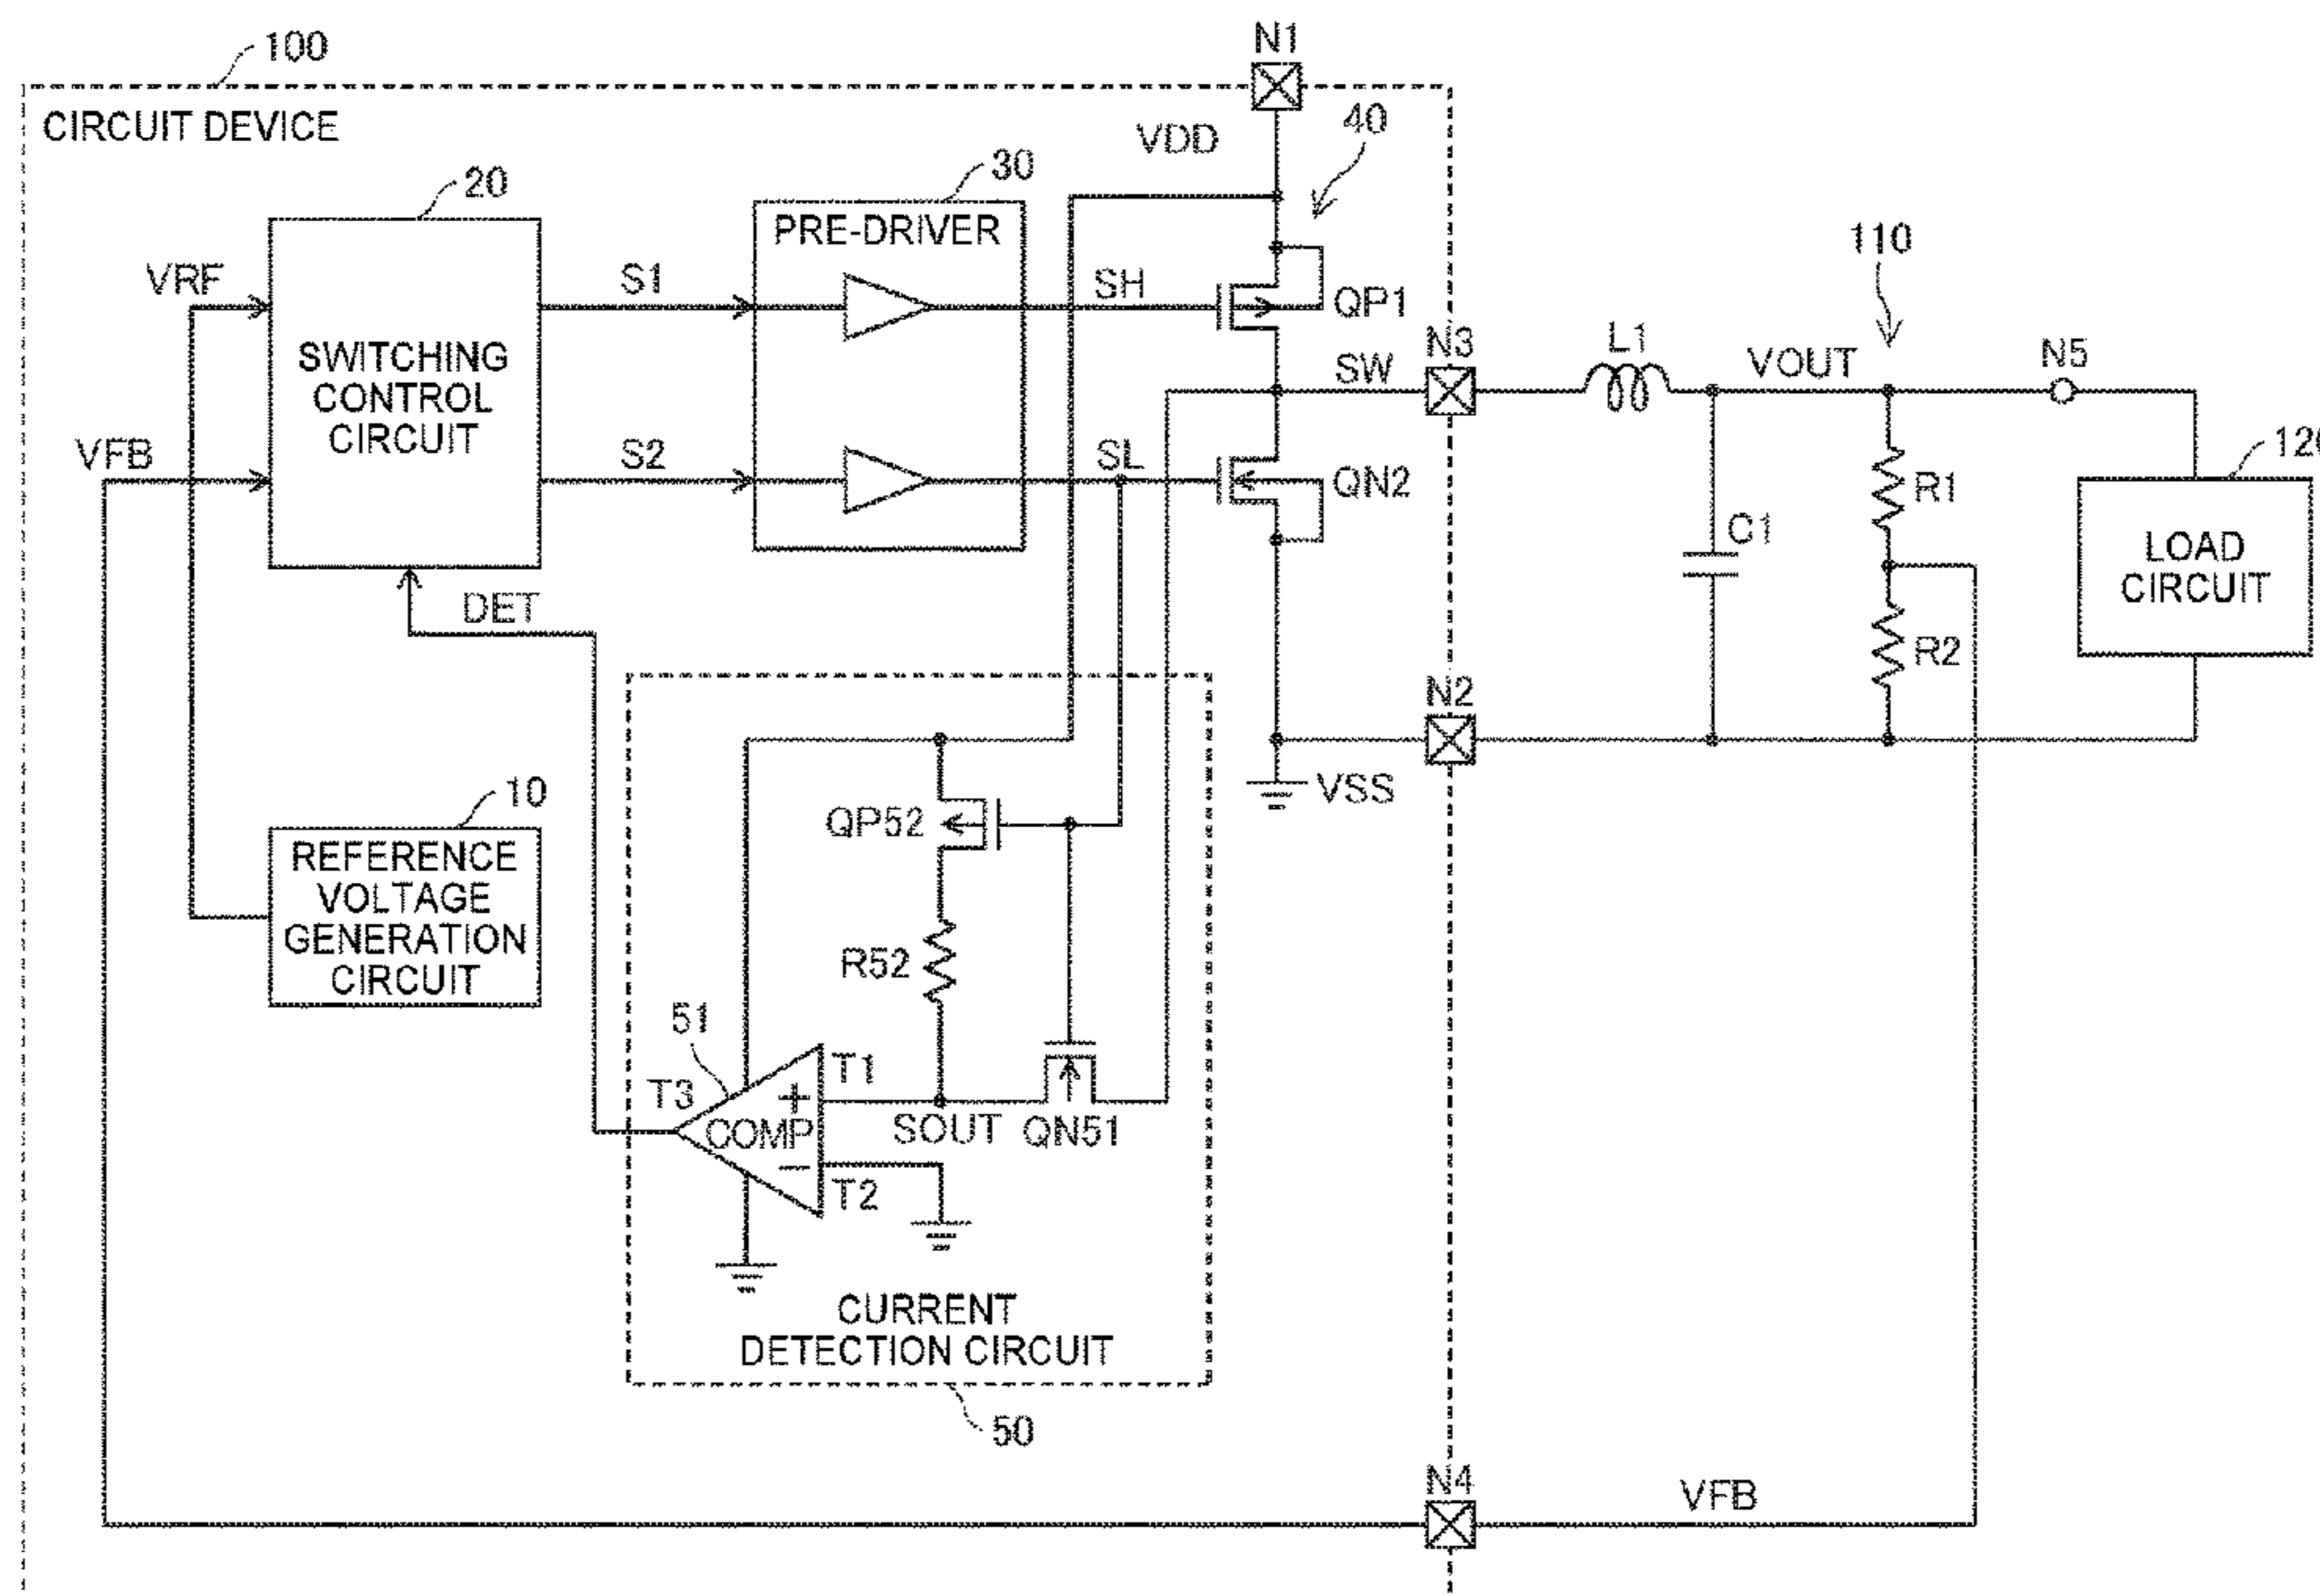 100
N1
CIRCUIT DEVICE
VDD
40
20
30
PRE-DRIVER
110
VRF
S1
SH
QP1
SWITCHING
CONTROL
CIRCUIT
SW
N3
L1
VOUT
N5
VFB
S2
SL
QN2
120
R1
C1
LOAD
CIRCUIT
DET
R2
N2
VSS
10
QP52
REFERENCE
VOLTAGE
GENERATION
CIRCUIT
R52
51
T1
T3
+
COMP
SOUT
QN51
−
T2
CURRENT
DETECTION CIRCUIT
50
N4
VFB